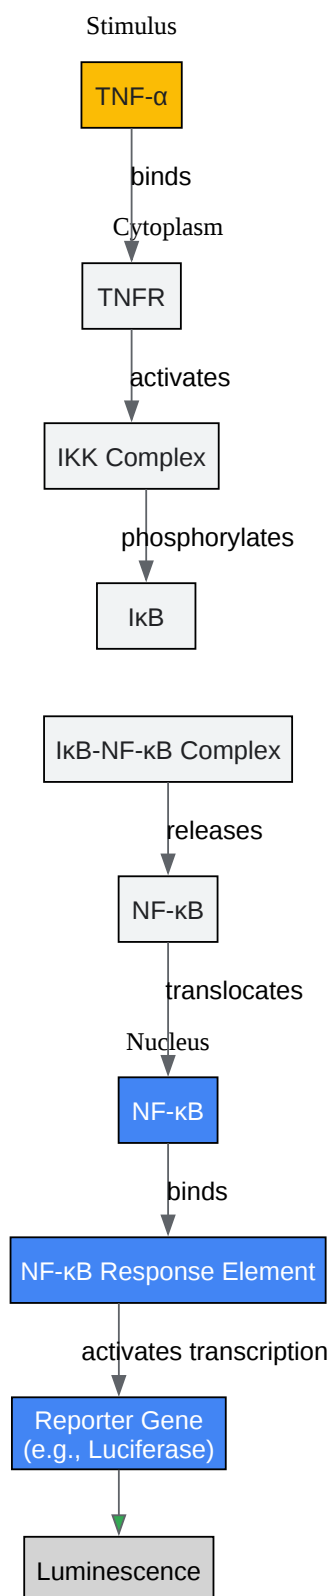 Stimulus
TNF-α
binds
Cytoplasm
TNFR
activates
IKK Complex
phosphorylates
IκB
IκB-NF-κB Complex
releases
NF-κB
translocates
Nucleus
NF-κB
binds
NF-κB Response Element
activates transcription
Reporter Gene
(e.g., Luciferase)
Luminescence